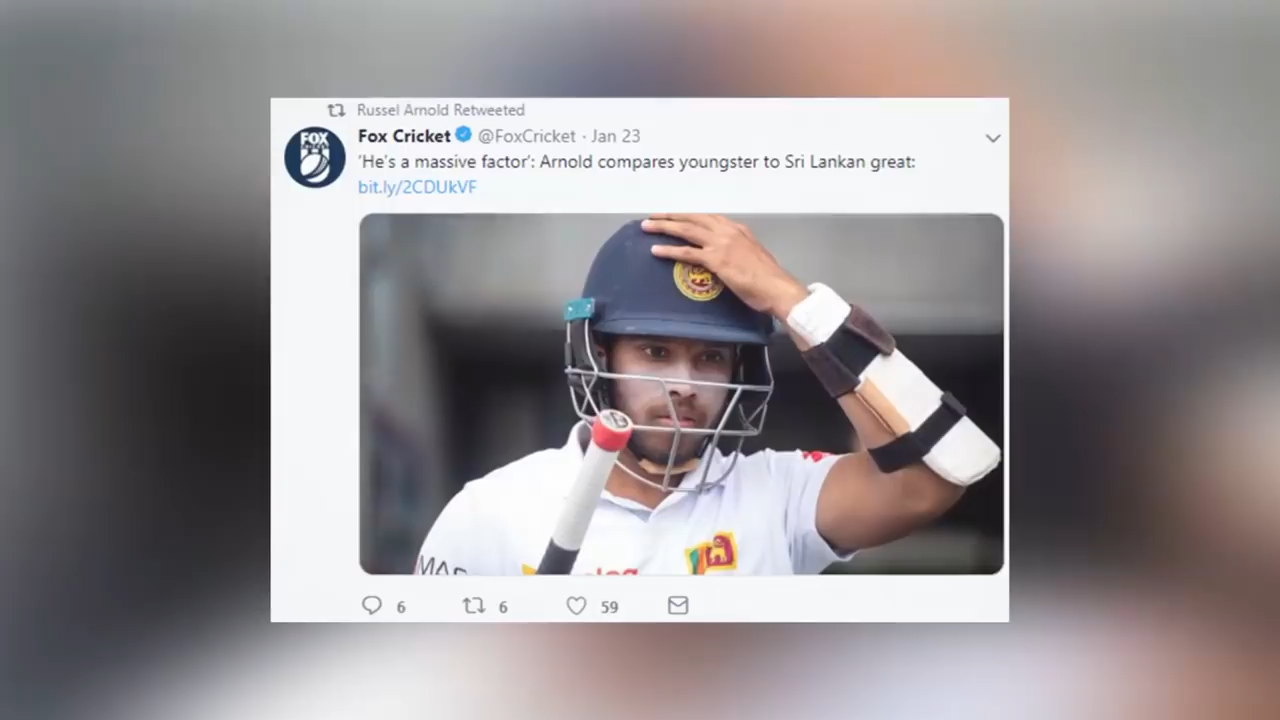 Russel Arnold Retweeted
Fox Cricket @FoxCricket · Jan 23
'He's a massive factor': Arnold compares youngster to Sri Lankan great:
bit.ly/2CDUkVF
FOX
6 6 59